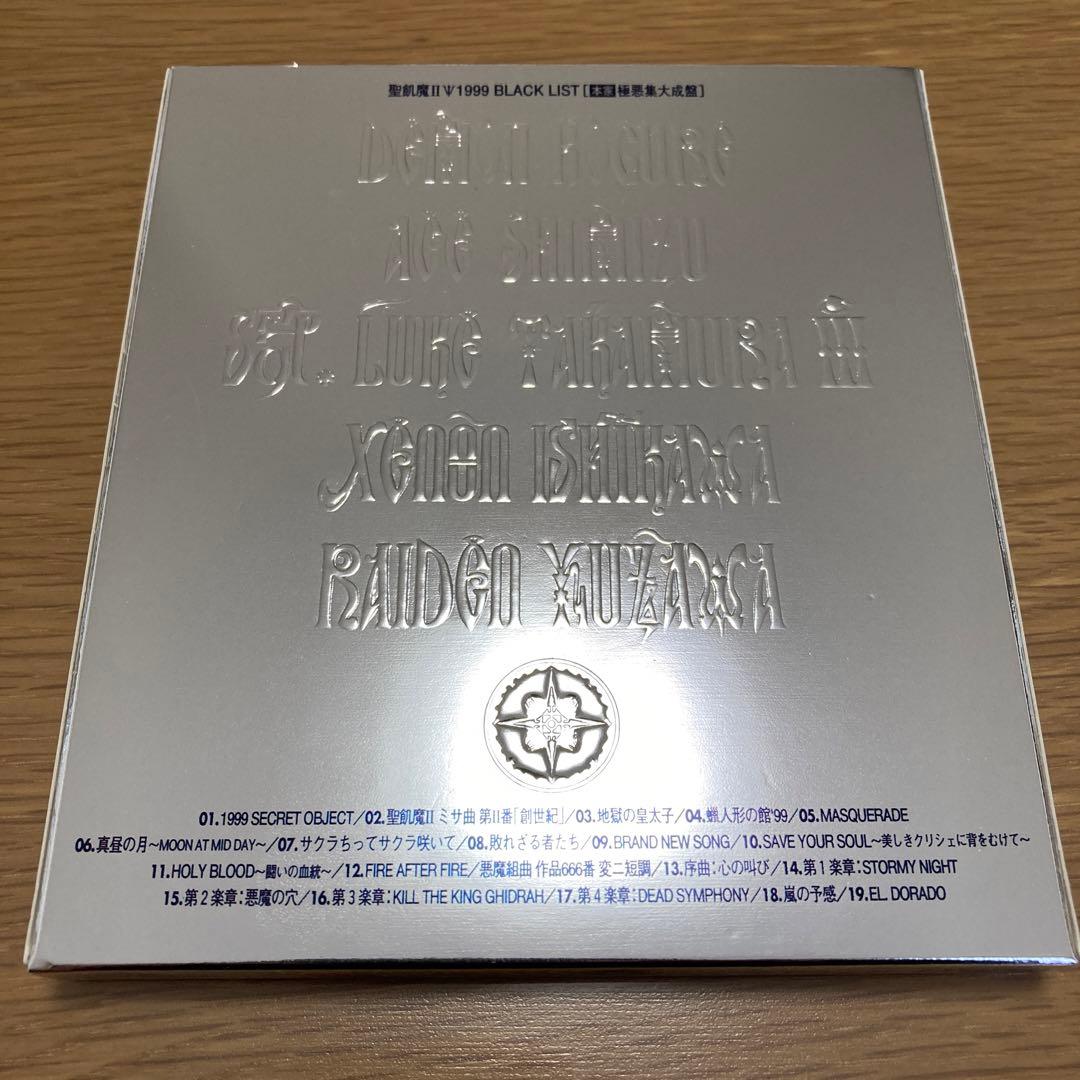 聖飢魔II Ψ 1999 BLACK LIST [本家極悪集大成盤]
DEMON KOGURE
ACE SHIMIZU
SGT. LUKE TAKAMURA III
XENON ISHIKAWA
RAIDEN YUZAWA
01.1999 SECRET OBJECT/02.聖飢魔II ミサ曲 第II番「創世紀」/03.地獄の皇太子/04.蠟人形の館'99/05.MASQUERADE
06.真昼の月〜MOON AT MID DAY〜/07.サクラちってサクラ咲いて/08.敗れざる者たち/09.BRAND NEW SONG/10.SAVE YOUR SOUL〜美しきクリシェに背をむけて〜
11.HOLY BLOOD〜闘いの血統〜/12.FIRE AFTER FIRE/悪魔組曲 作品666番 変ニ短調/13.序曲:心の叫び/14.第1楽章:STORMY NIGHT
15.第2楽章:悪魔の穴/16.第3楽章:KILL THE KING GHIDRAH/17.第4楽章:DEAD SYMPHONY/18.嵐の予感/19.EL DORADO